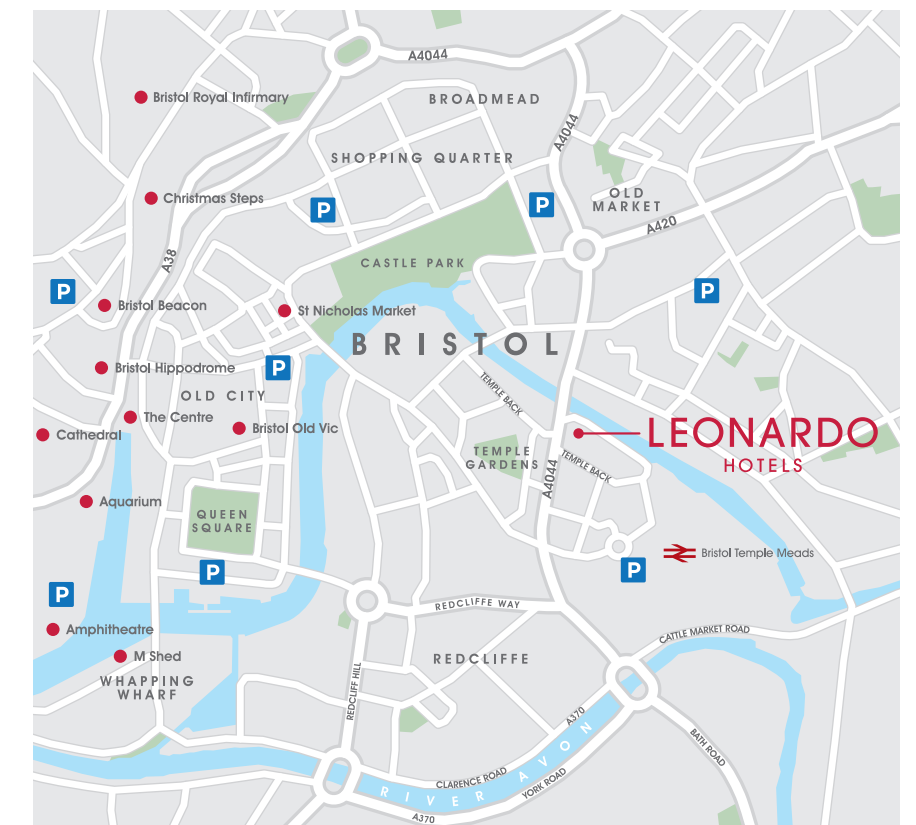 A4044
Bristol Royal Infirmary
BROADMEAD
A4044
SHOPPING QUARTER
Christmas Steps
P
P
OLD
MARKET
A420
A38
CASTLE PARK
P
P
Bristol Beacon
St Nicholas Market
BRISTOL
Bristol Hippodrome
P
TEMPLE BACK
OLD CITY
The Centre
Bristol Old Vic
Cathedral
LEONARDO
HOTELS
TEMPLE
GARDENS
TEMPLE BACK
A4044
Aquarium
QUEEN
SQUARE
Bristol Temple Meads
P
P
P
REDCLIFFE WAY
Amphitheatre
CATTLE MARKET ROAD
M Shed
REDCLIFFE
WHAPPING
WHARF
REDCLIFF HILL
A370
BATH ROAD
CLARENCE ROAD
YORK ROAD
RIVER AVON
A370